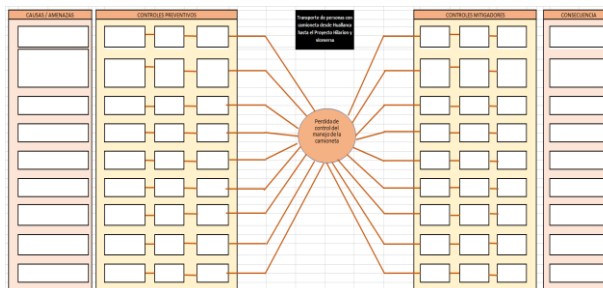 CAUSAS / AMENAZAS
CONTROLES PREVENTIVOS
Transporte de personas con
camioneta desde Huallanca
hasta el Proyecto Hilarion y
viceversa
CONTROLES MITIGADORES
CONSECUENCIA
Perdida de
control del
manejo de la
camioneta